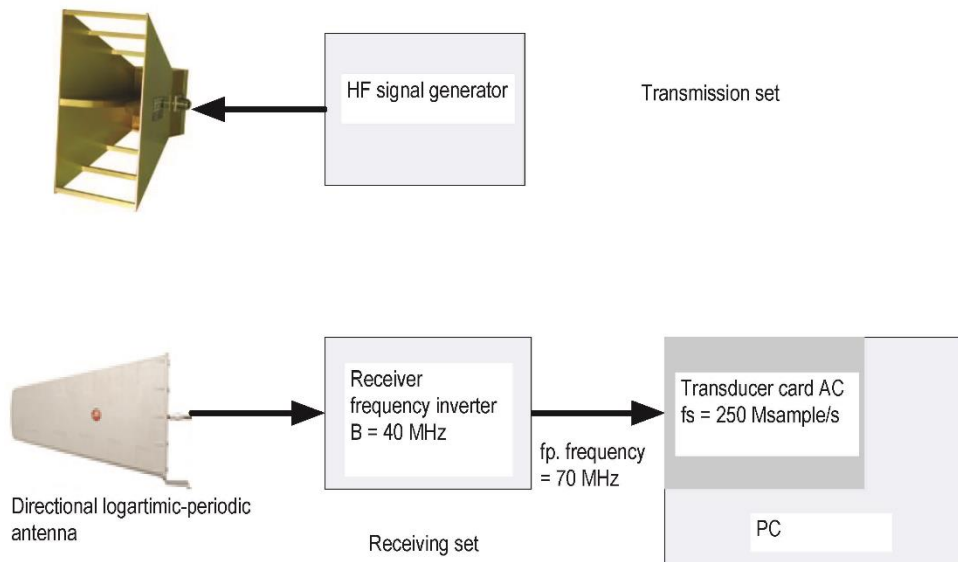 HF signal generator
Transmission set
Receiver
frequency inverter
B = 40 MHz
Transducer card AC
fs = 250 Msample/s
fp. frequency
= 70 MHz
Directional logartimic-periodic
antenna
Receiving set
PC